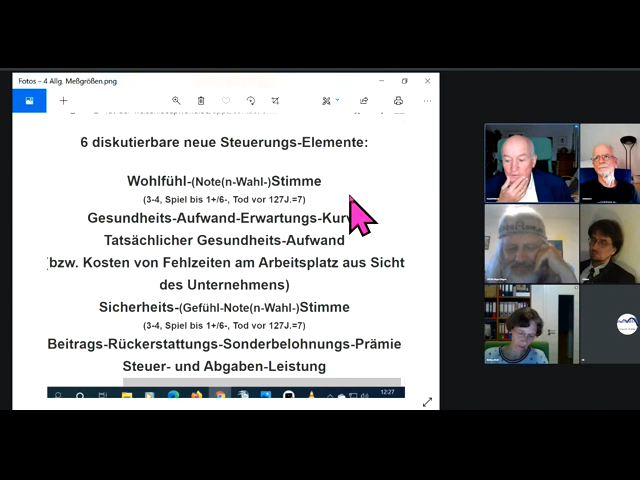 Fotos – 4 Allg. Meßgrößen.png
6 diskutierbare neue Steuerungs-Elemente:
Wohlfühl-(Note(n-Wahl-)Stimme
(3-4, Spiel bis 1+/6-, Tod vor 127J.=7)
Gesundheits-Aufwand-Erwartungs-Kurv
Tatsächlicher Gesundheits-Aufwand
bzw. Kosten von Fehlzeiten am Arbeitsplatz aus Sicht
des Unternehmens)
Sicherheits-(Gefühl-Note(n-Wahl-)Stimme
(3-4, Spiel bis 1+/6-, Tod vor 127J.=7)
Beitrags-Rückerstattungs-Sonderbelohnungs-Prämie
Steuer- und Abgaben-Leistung
12:27